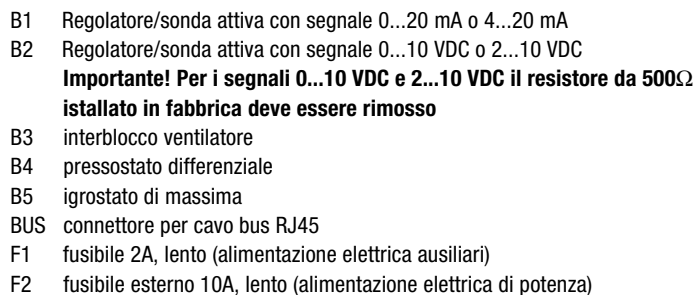 B1 Regolatore/sonda attiva con segnale 0...20 mA o 4...20 mA
B2 Regolatore/sonda attiva con segnale 0...10 VDC o 2...10 VDC
Importante! Per i segnali 0...10 VDC e 2...10 VDC il resistore da 500Ω
istallato in fabbrica deve essere rimosso
B3 interblocco ventilatore
B4 pressostato differenziale
B5 igrostato di massima
BUS connettore per cavo bus RJ45
F1 fusibile 2A, lento (alimentazione elettrica ausiliari)
F2 fusibile esterno 10A, lento (alimentazione elettrica di potenza)